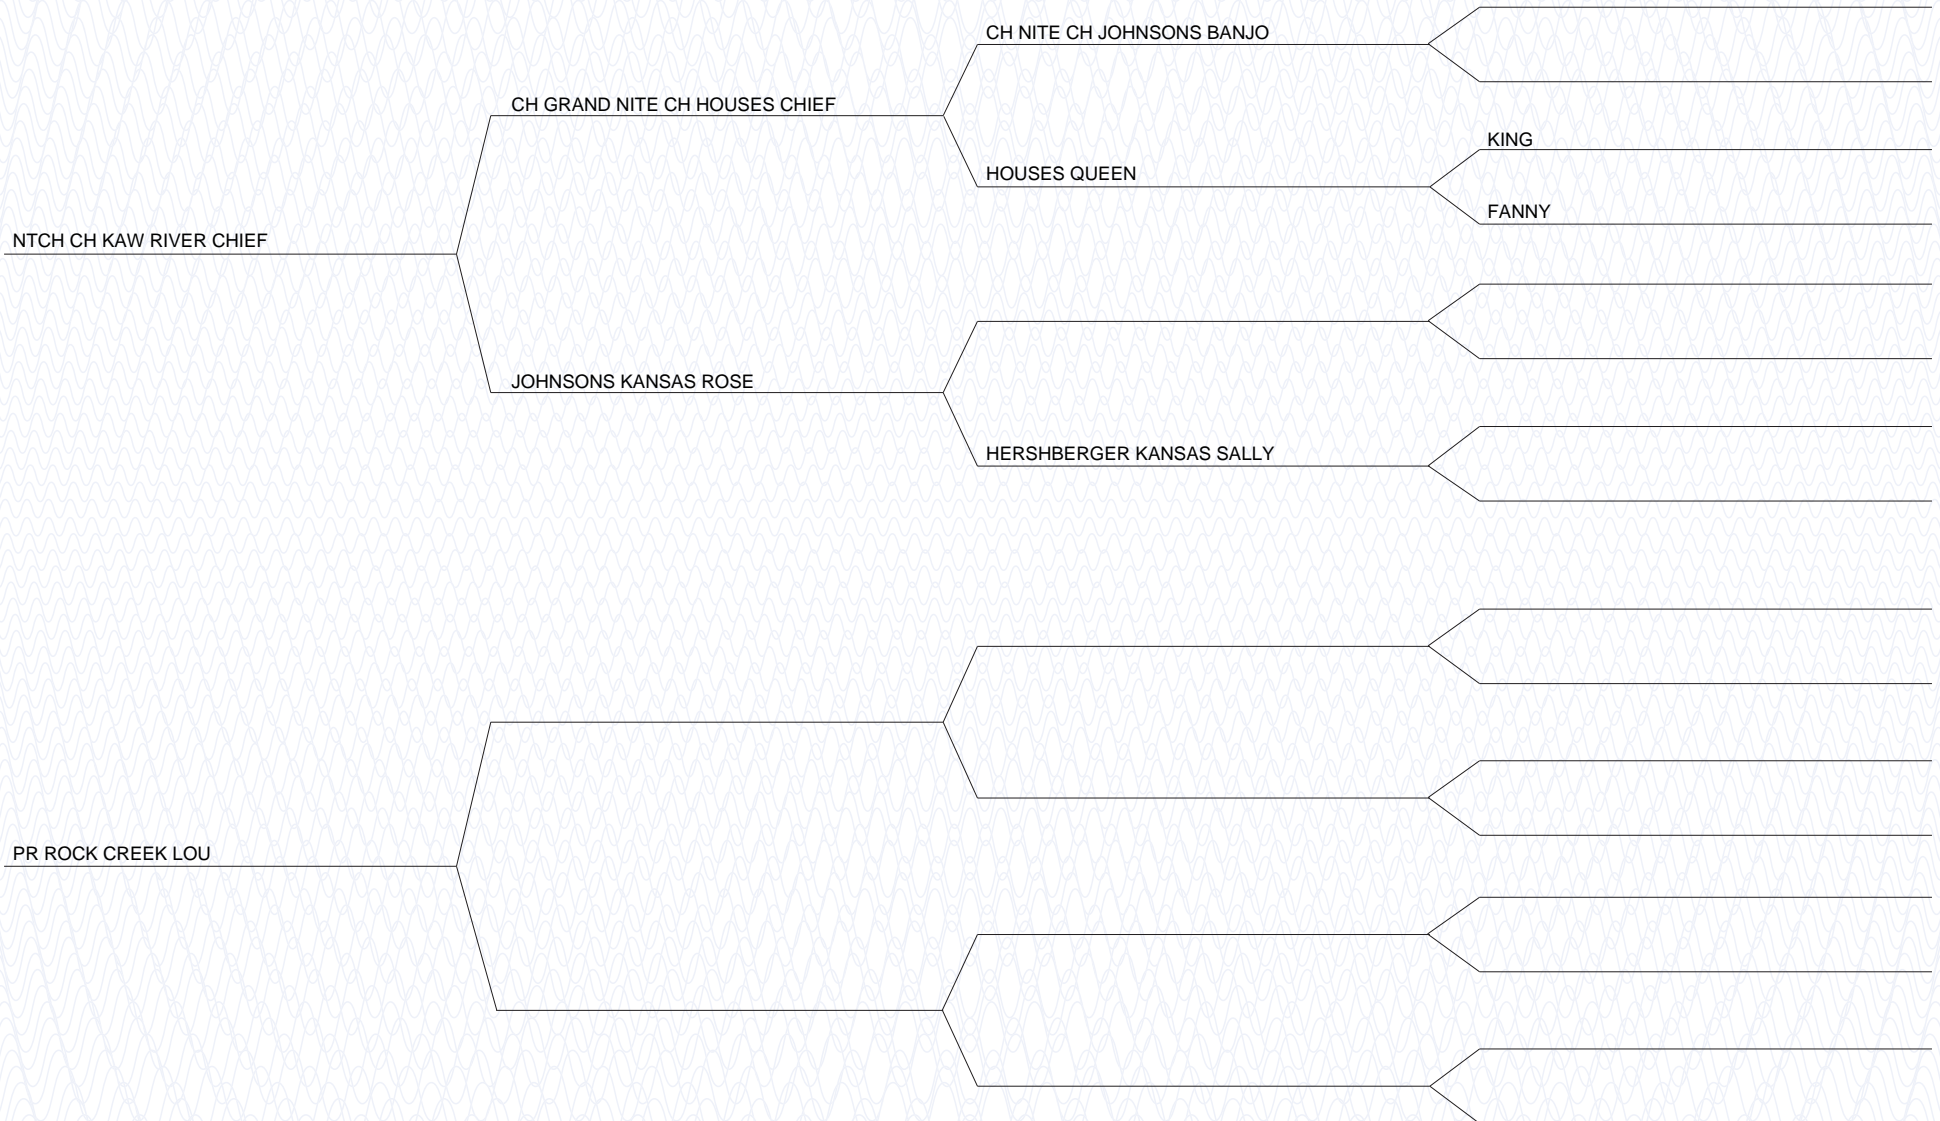 CH NITE CH JOHNSONS BANJO
CH GRAND NITE CH HOUSES CHIEF
KING
HOUSES QUEEN
FANNY
NTCH CH KAW RIVER CHIEF
JOHNSONS KANSAS ROSE
HERSHBERGER KANSAS SALLY
PR ROCK CREEK LOU